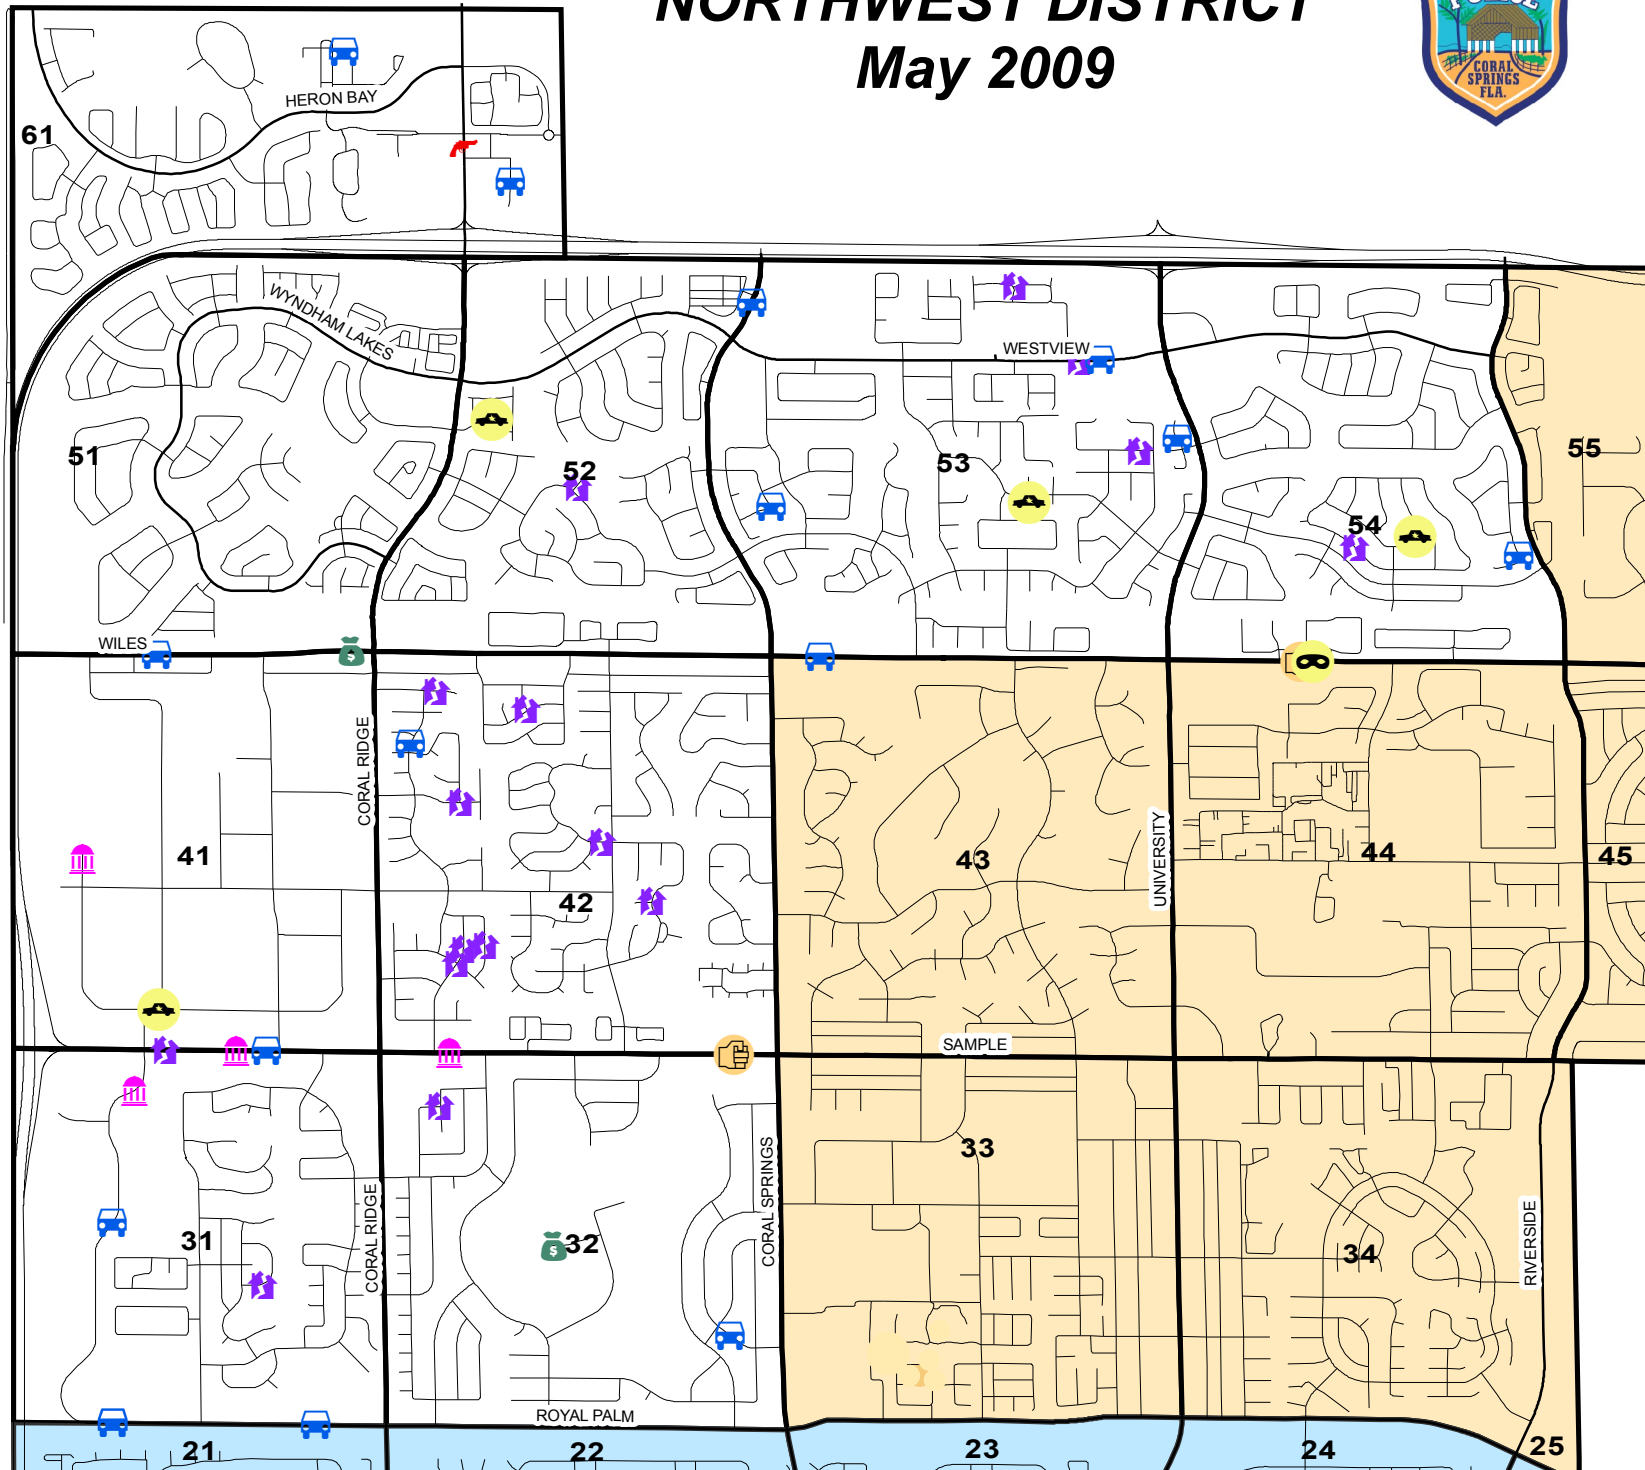 NORTHWEST DISTRICT
May 2009
POLICE
CORAL
SPRINGS
FLA.
HERON BAY
61
WYNDHAM LAKES
WESTVIEW
51
52
53
54
55
WILES
CORAL RIDGE
UNIVERSITY
41
42
43
44
45
SAMPLE
CORAL RIDGE
CORAL SPRINGS
RIVERSIDE
31
$32
33
34
ROYAL PALM
21
22
23
24
25